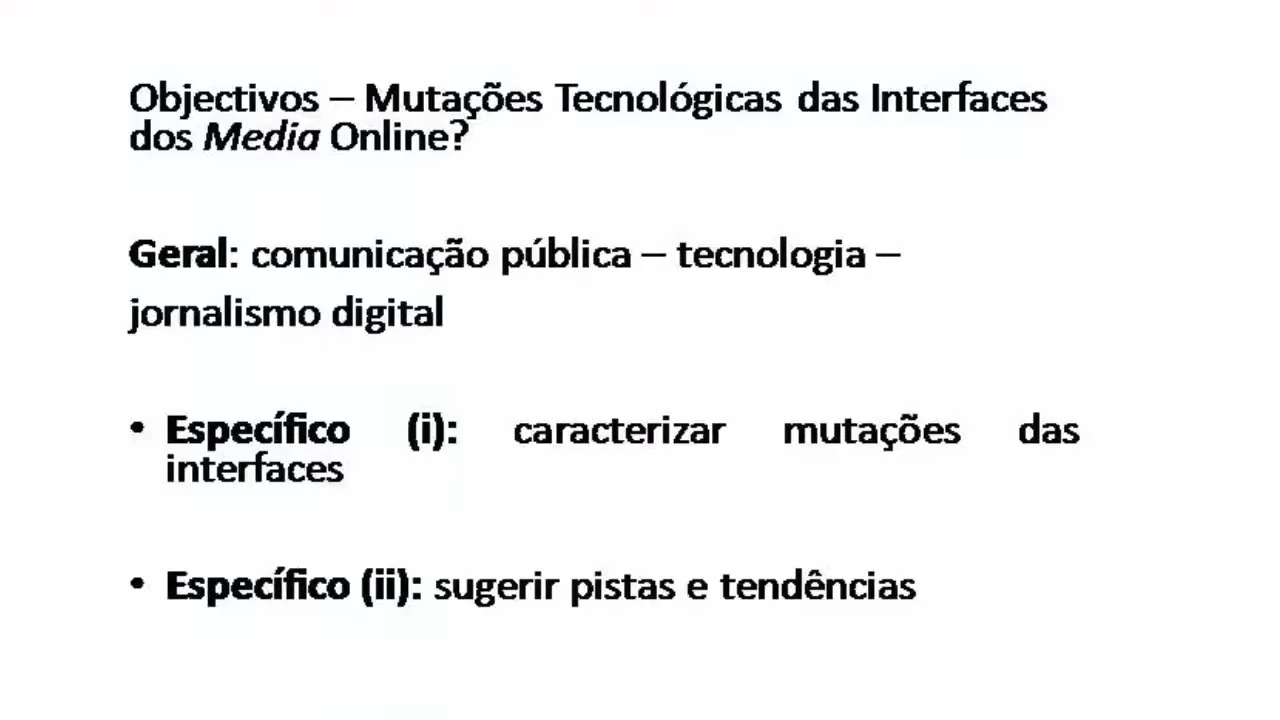 Objectivos – Mutações Tecnológicas das Interfaces
dos Media Online?
Geral: comunicação pública – tecnologia –
jornalismo digital
• Específico (i): caracterizar mutações das
interfaces
• Específico (ii): sugerir pistas e tendências